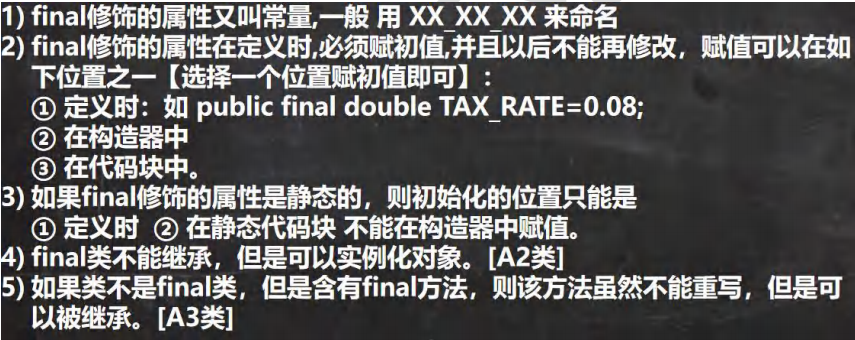 1) final修饰的属性又叫常量,一般 用 XX_XX_XX 来命名
2) final修饰的属性在定义时,必须赋初值,并且以后不能再修改，赋值可以在如
下位置之一【选择一个位置赋初值即可】：
① 定义时：如 public final double TAX_RATE=0.08;
② 在构造器中
③ 在代码块中。
3) 如果final修饰的属性是静态的，则初始化的位置只能是
① 定义时 ② 在静态代码块 不能在构造器中赋值。
4) final类不能继承，但是可以实例化对象。[A2类]
5) 如果类不是final类，但是含有final方法，则该方法虽然不能重写，但是可
以被继承。[A3类]